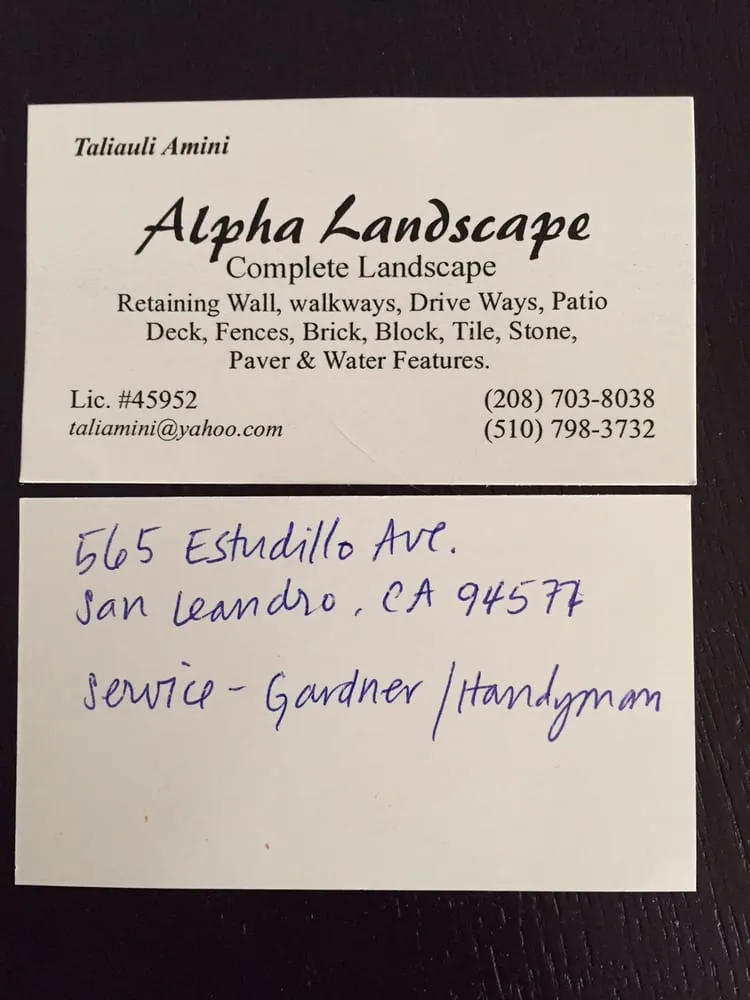 Taliauli Amini
Alpha Landscape
Complete Landscape
Retaining Wall, walkways, Drive Ways, Patio
Deck, Fences, Brick, Block, Tile, Stone,
Paver & Water Features.
Lic. #45952 (208) 703-8038
taliamini@yahoo.com (510) 798-3732
565 Estudillo Ave.
San Leandro, CA 94577
Service - Gardner / Handyman